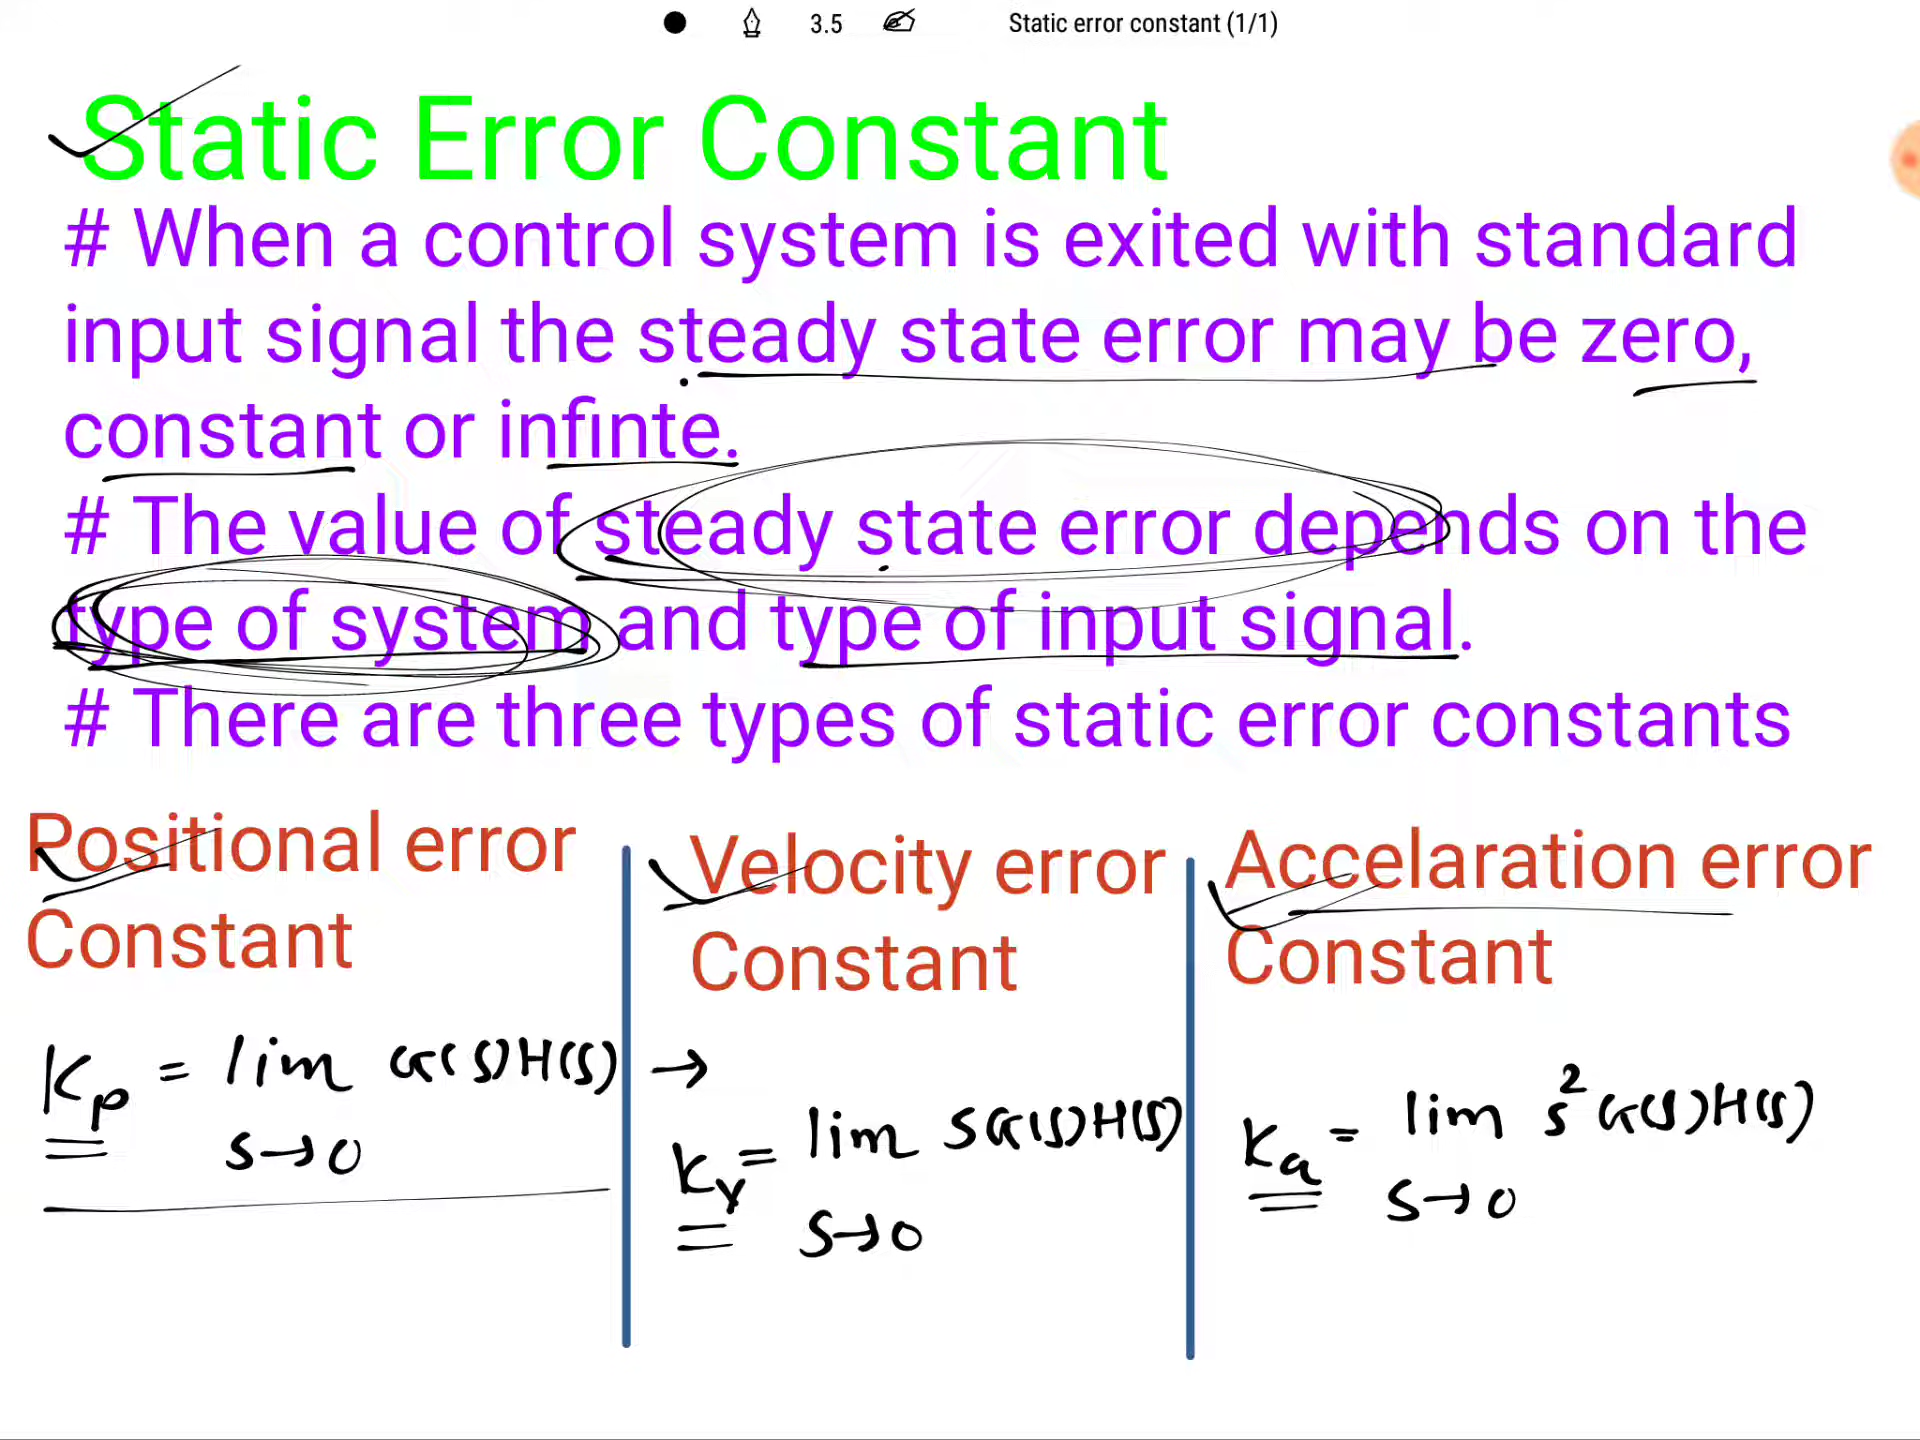 3.5 Static error constant (1/1)
Static Error Constant
# When a control system is exited with standard
input signal the steady state error may be zero,
constant or infinte.
# The value of steady state error depends on the
type of system and type of input signal.
# There are three types of static error constants
Positional error
Constant
Kp = lim G(s)H(s) →
s→0
Velocity error
Constant
Kv = lim sG(s)H(s)
s→0
Accelaration error
Constant
Ka = lim s²G(s)H(s)
s→0